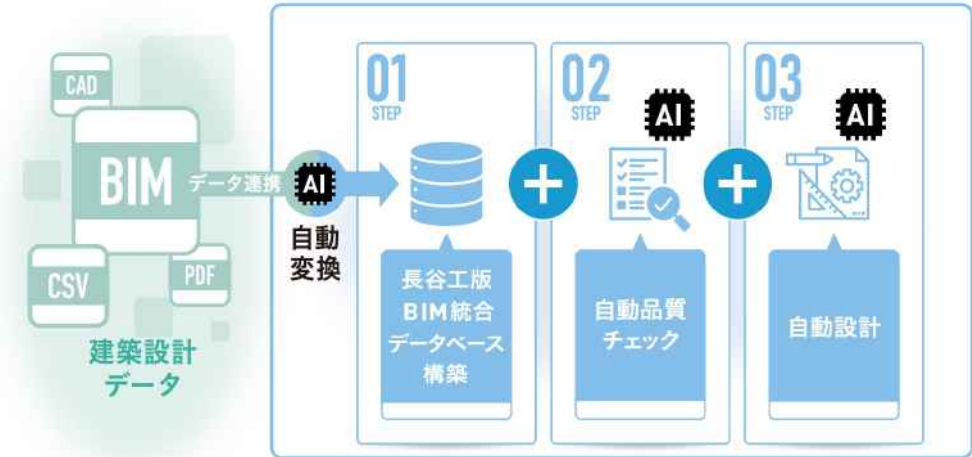 CAD
BIM
CSV
PDF
建築設計
データ
データ連携
AI
自動
変換
01
STEP
長谷工版
BIM統合
データベース
構築
02
STEP
AI
自動品質
チェック
03
STEP
AI
自動設計